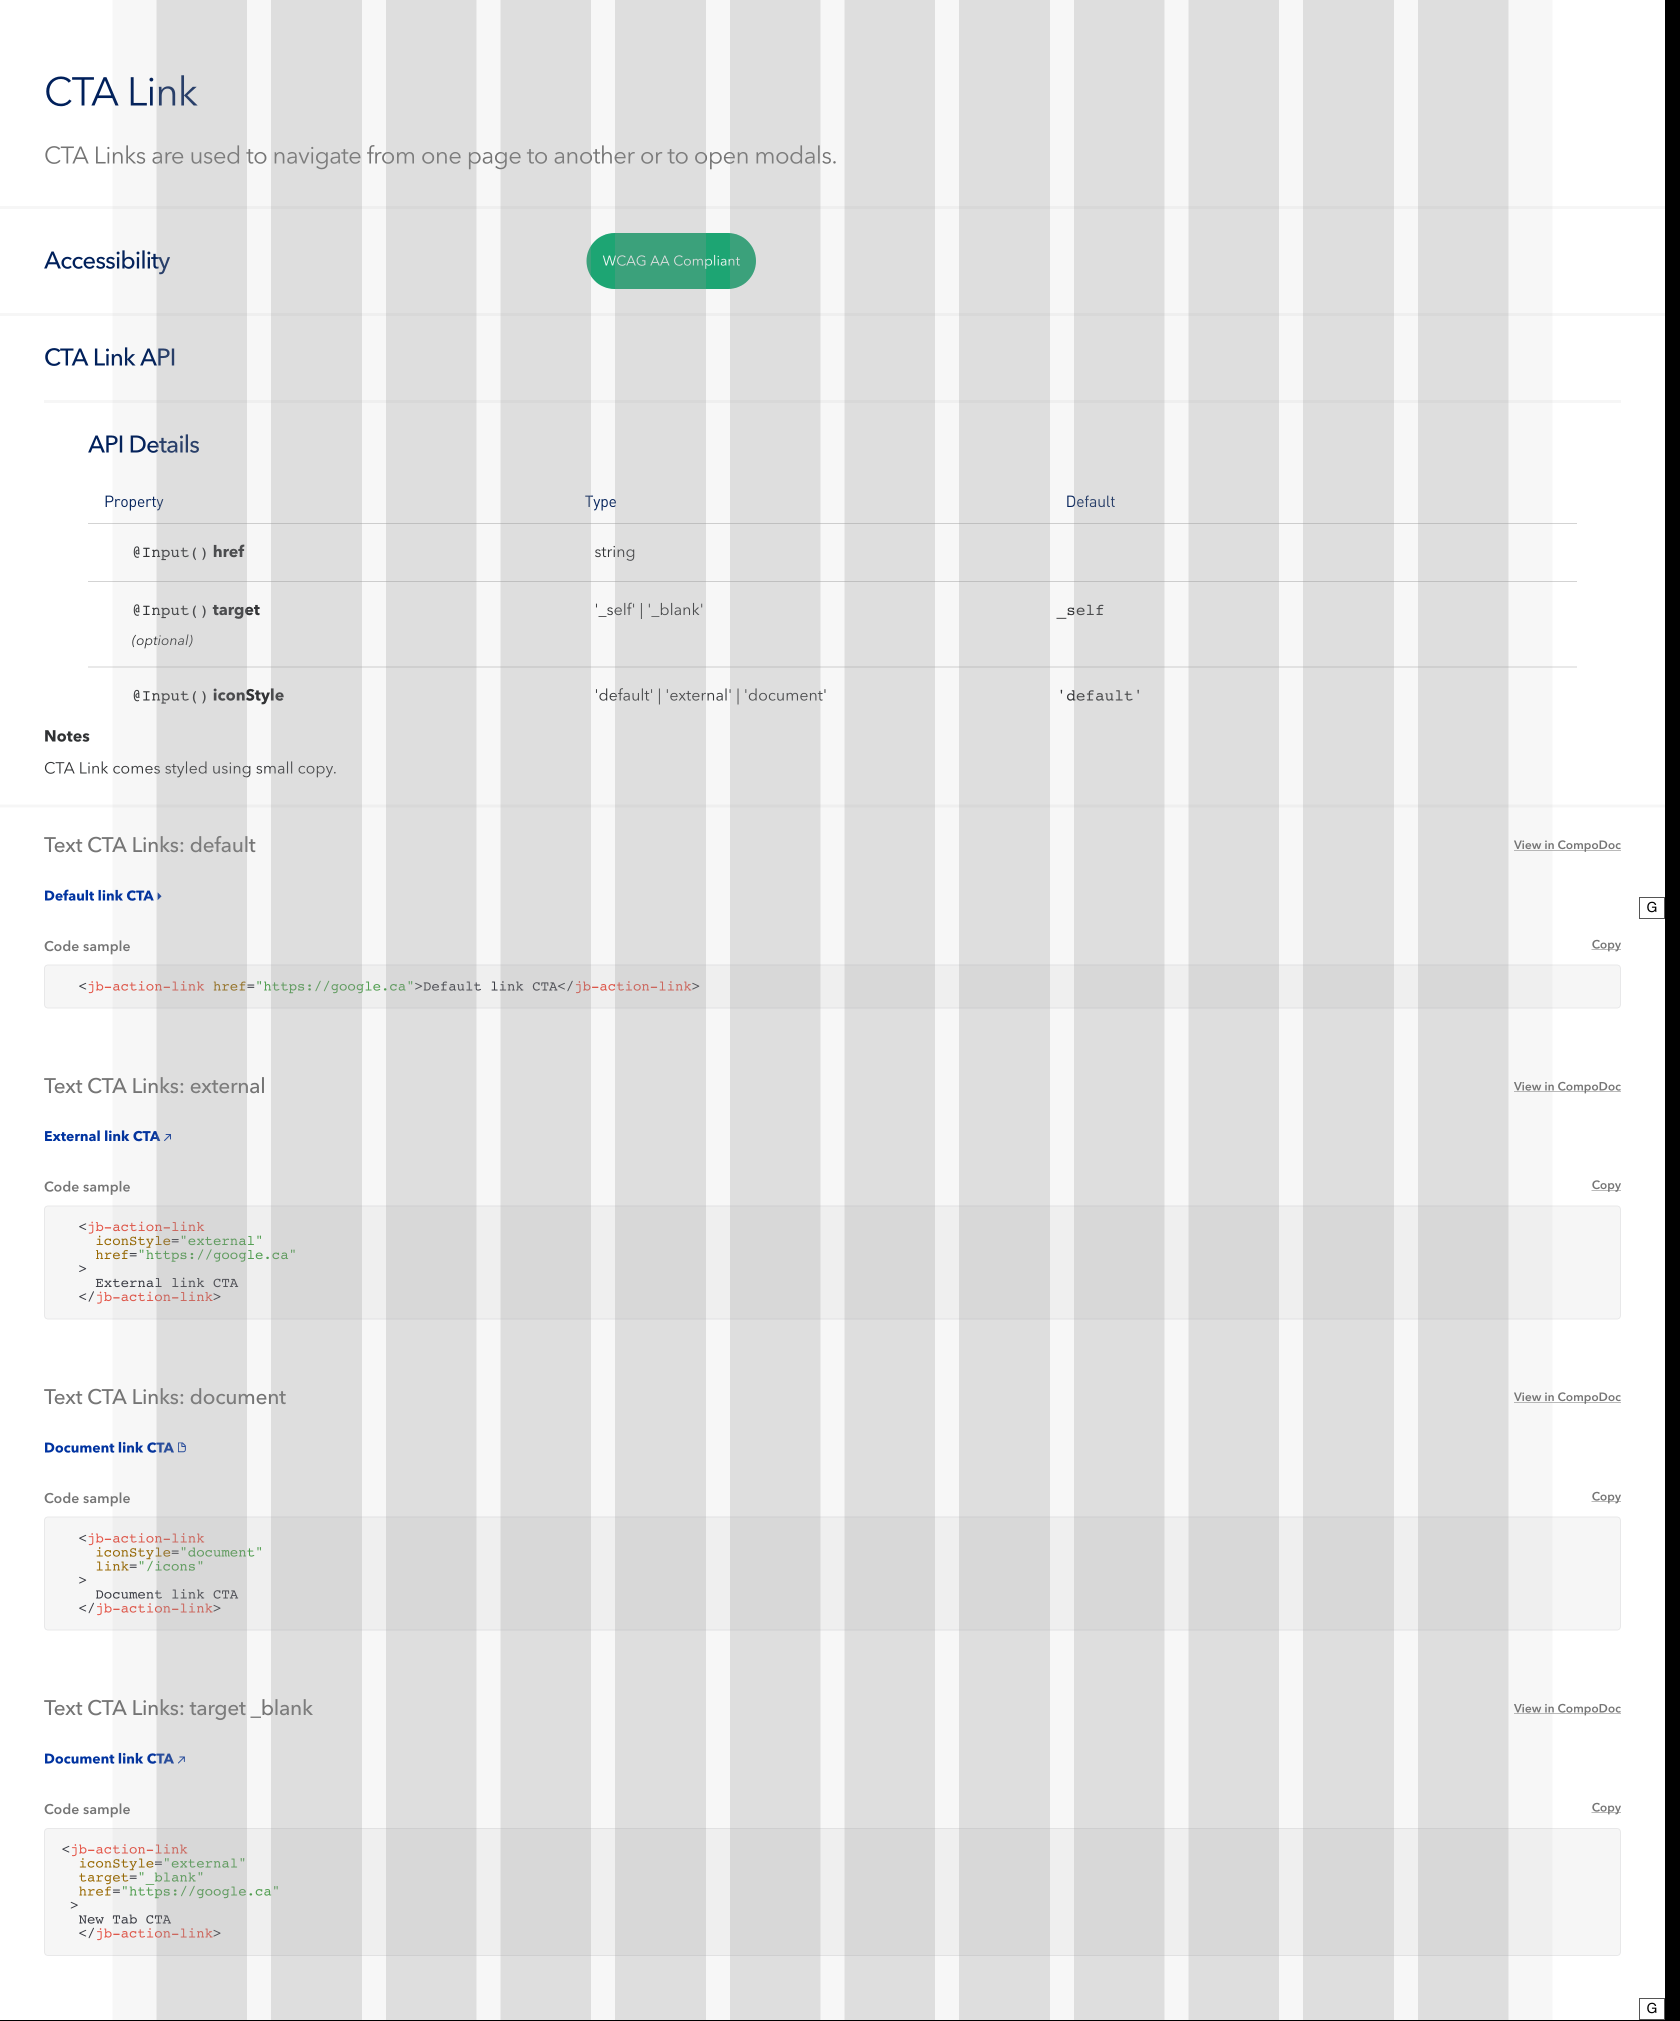 CTA Link
CTA Links are used to navigate from one page to another or to open modals.
Accessibility
WCAG AA Compliant
CTA Link API
API Details
Property Type Default
@Input() href string
@Input() target '_self' | '_blank' _self
(optional)
@Input() iconStyle 'default' | 'external' | 'document' 'default'
Notes
CTA Link comes styled using small copy.
Text CTA Links: default View in CompoDoc
Default link CTA
G
Code sample Copy
<jb-action-link href="https://google.ca">Default link CTA</jb-action-link>
Text CTA Links: external View in CompoDoc
External link CTA
Code sample Copy
<jb-action-link
iconStyle="external"
href="https://google.ca"
>
External link CTA
</jb-action-link>
Text CTA Links: document View in CompoDoc
Document link CTA
Code sample Copy
<jb-action-link
iconStyle="document"
link="/icons"
>
Document link CTA
</jb-action-link>
Text CTA Links: target _blank View in CompoDoc
Document link CTA
Code sample Copy
<jb-action-link
iconStyle="external"
target="_blank"
href="https://google.ca"
>
New Tab CTA
</jb-action-link>
G